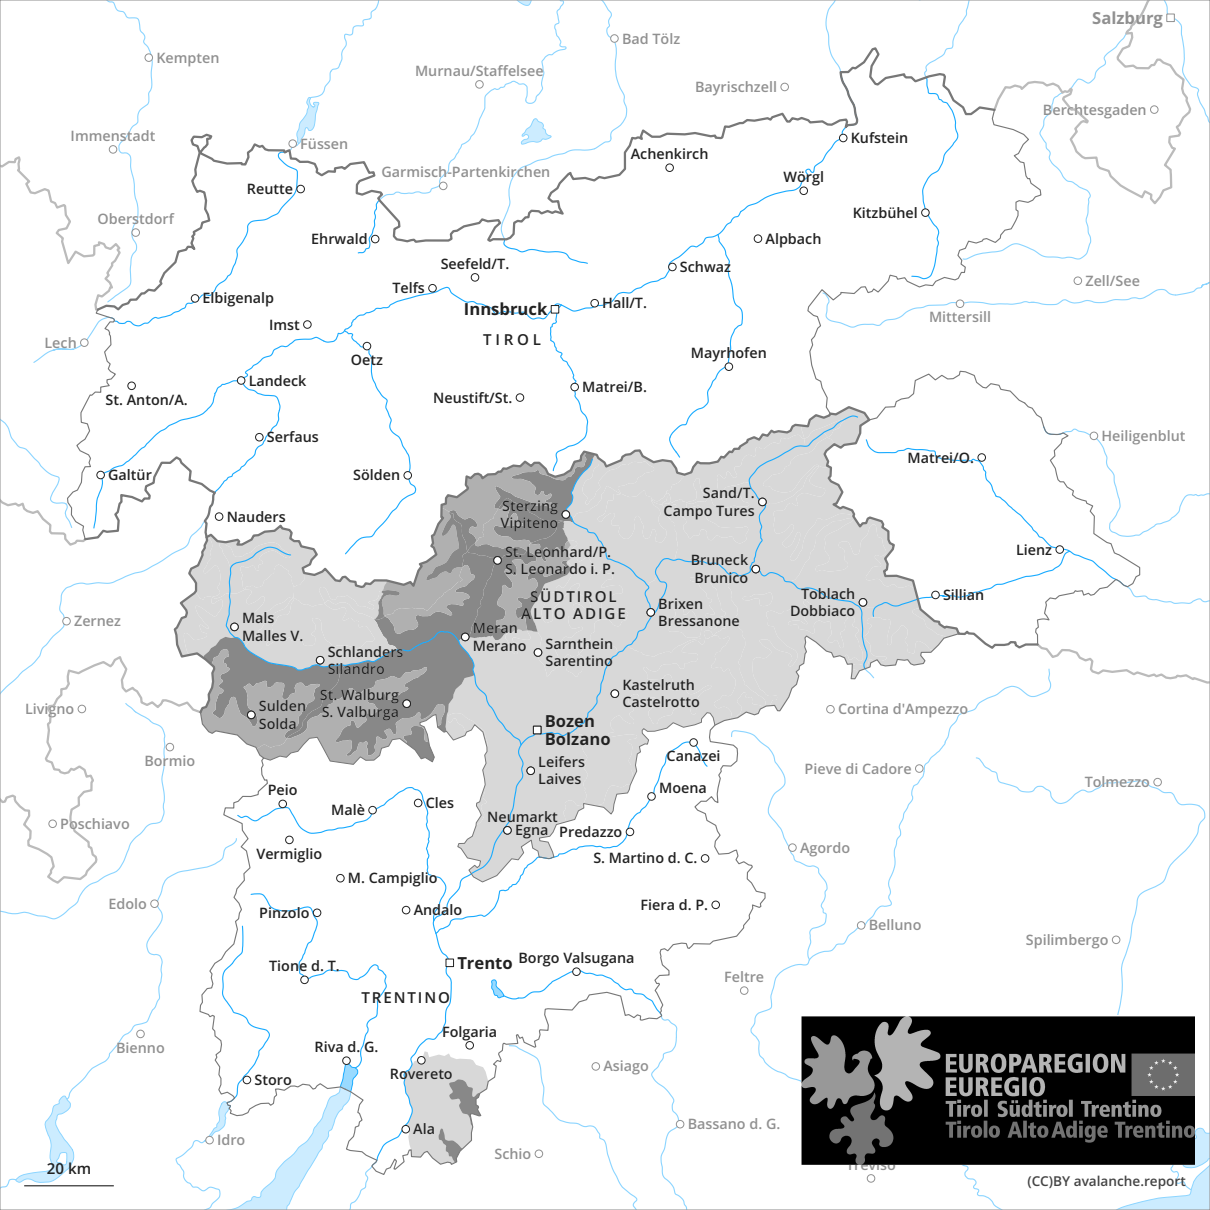 Salzburg
Kempten
Bad Tölz
Murnau/Staffelsee
Bayrischzell
Berchtesgaden
Immenstadt
Füssen
Kufstein
Achenkirch
Garmisch-Partenkirchen
Wörgl
Reutte
Oberstdorf
Kitzbühel
Ehrwald
Alpbach
Seefeld/T.
Schwaz
Zell/See
Telfs
Elbigenalp
Hall/T.
Innsbruck
Mittersill
Imst
TIROL
Lech
Mayrhofen
Oetz
Landeck
Matrei/B.
St. Anton/A.
Neustift/St.
Serfaus
Heiligenblut
Matrei/O.
Galtür
Sölden
Sand/T.
Campo Tures
Sterzing
Vipiteno
Nauders
St. Leonhard/P.
S. Leonardo i. P.
Lienz
Bruneck
Brunico
SÜDTIROL
ALTO ADIGE
Toblach
Dobbiaco
Sillian
Brixen
Bressanone
Zernez
Mals
Malles V.
Meran
Merano
Sarnthein
Sarentino
Schlanders
Silandro
Kastelruth
Castelrotto
St. Walburg
S. Valburga
Sulden
Solda
Livigno
Cortina d'Ampezzo
Bozen
Bolzano
Bormio
Canazei
Leifers
Laives
Pieve di Cadore
Tolmezzo
Peio
Moena
Malè
Cles
Neumarkt
Egna
Predazzo
Poschiavo
Vermiglio
Agordo
S. Martino d. C.
M. Campiglio
Edolo
Pinzolo
Andalo
Fiera d. P.
Belluno
Spilimbergo
Trento
Borgo Valsugana
Tione d. T.
Feltre
TRENTINO
Folgaria
Bienno
Riva d. G.
Rovereto
Asiago
Storo
EUROPAREGION
EUREGIO
Tirol Südtirol Trentino
Tirolo Alto Adige Trentino
Ala
Bassano d. G.
Idro
Schio
Treviso
20 km
(CC)BY avalanche.report